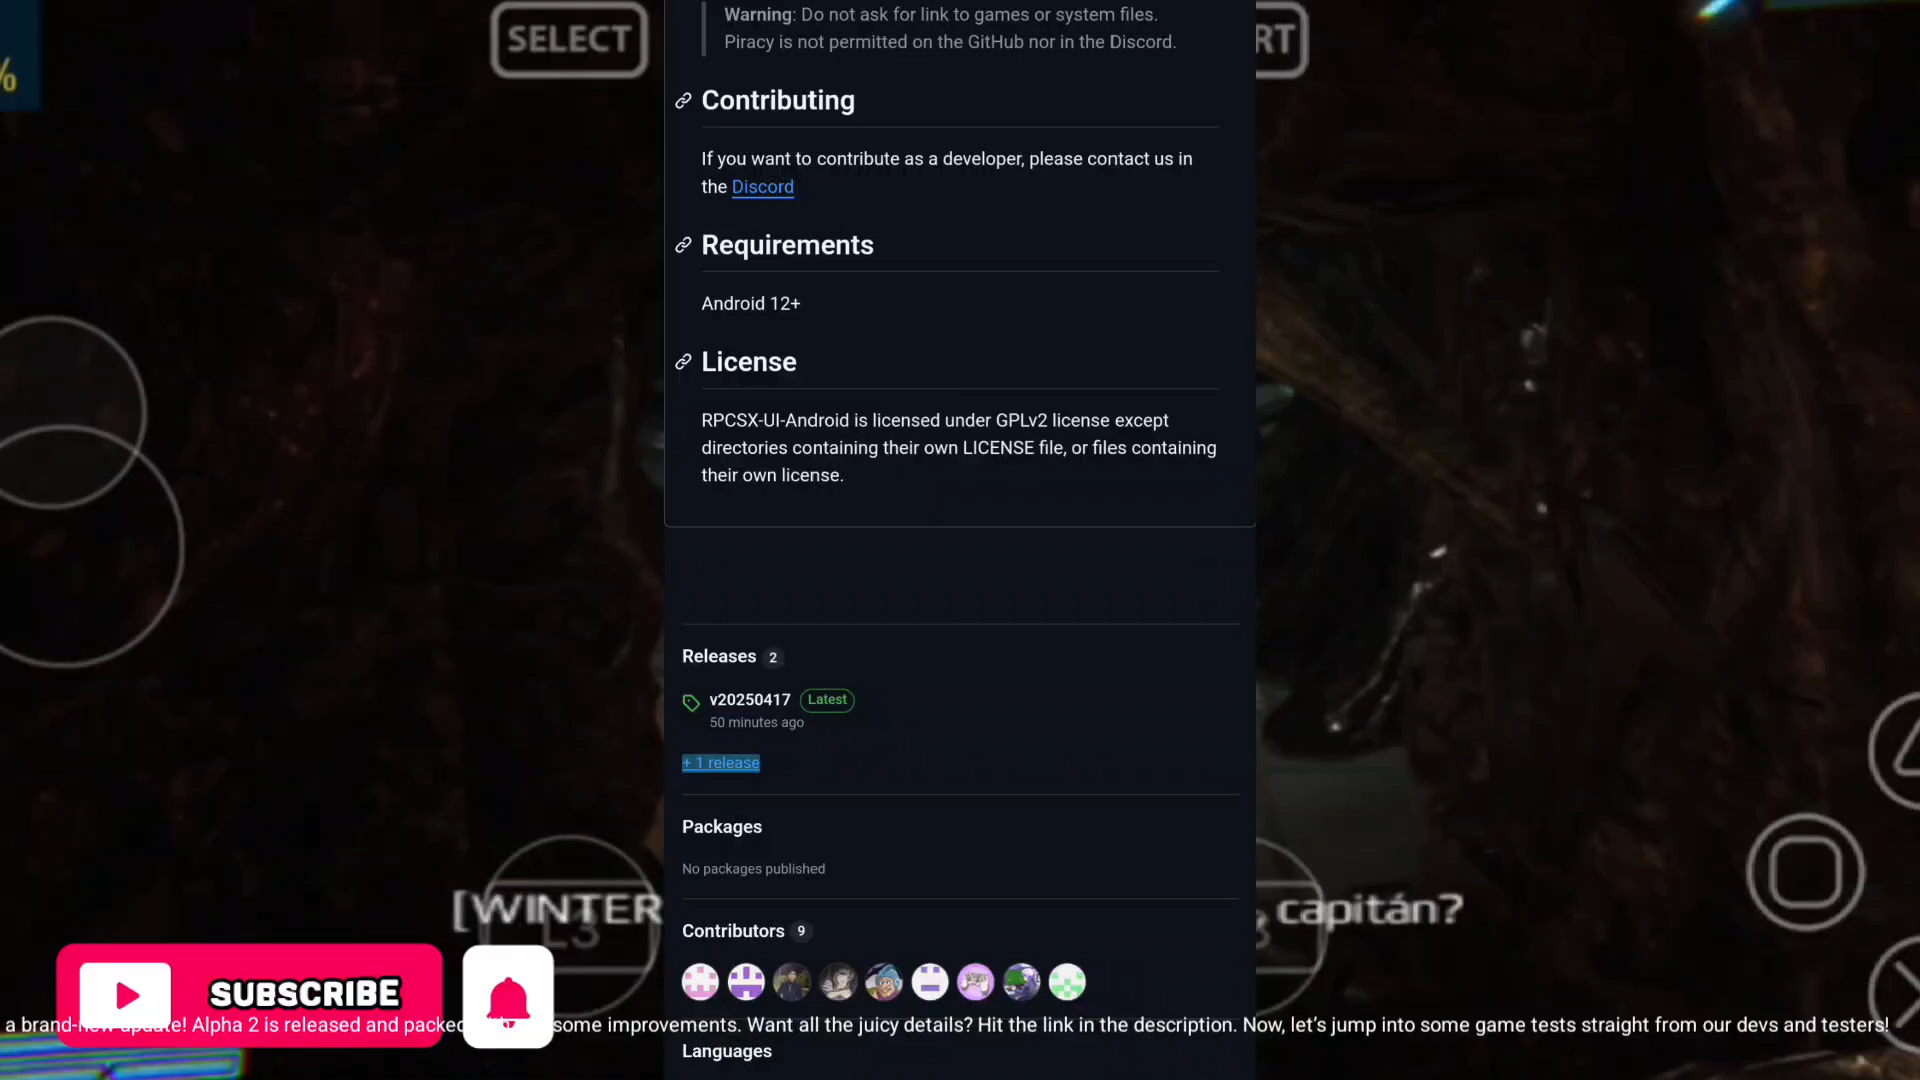 SELECT
RT
%
Warning: Do not ask for link to games or system files.
Piracy is not permitted on the GitHub nor in the Discord.
Contributing
If you want to contribute as a developer, please contact us in
the Discord
Requirements
Android 12+
License
RPCSX-UI-Android is licensed under GPLv2 license except
directories containing their own LICENSE file, or files containing
their own license.
Releases 2
v20250417 Latest
50 minutes ago
+ 1 release
Packages
No packages published
[WINTER capitán?
L3
Contributors 9
SUBSCRIBE
a brand-new update! Alpha 2 is released and packed some improvements. Want all the juicy details? Hit the link in the description. Now, let's jump into some game tests straight from our devs and testers!
Languages